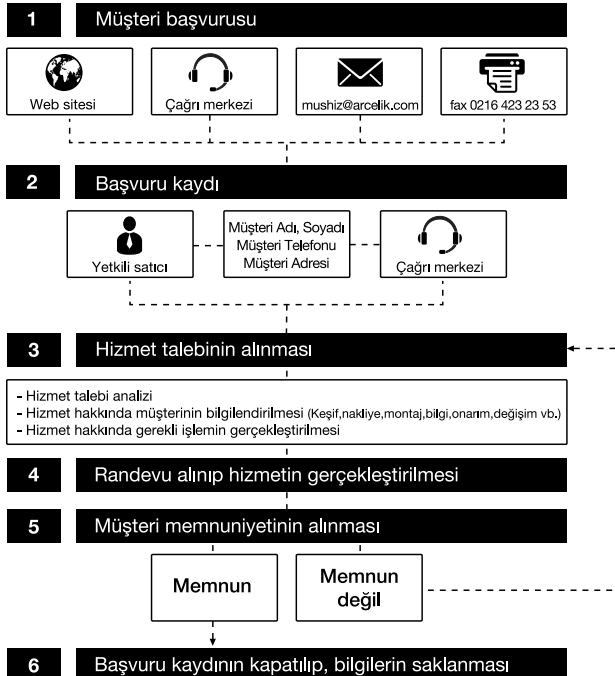 1 Müşteri başvurusu
Web sitesi
Çağrı merkezi
mushiz@arcelik.com
fax 0216 423 23 53
2 Başvuru kaydı
Yetkili satıcı
Müşteri Adı, Soyadı
Müşteri Telefonu
Müşteri Adresi
Çağrı merkezi
3 Hizmet talebinin alınması
- Hizmet talebi analizi
- Hizmet hakkında müşterinin bilgilendirilmesi (Keşif,nakliye,montaj,bilgi,onarım,değişim vb.)
- Hizmet hakkında gerekli işlemin gerçekleştirilmesi
4 Randevu alınıp hizmetin gerçekleştirilmesi
5 Müşteri memnuniyetinin alınması
Memnun
Memnun
değil
6 Başvuru kaydının kapatılıp, bilgilerin saklanması